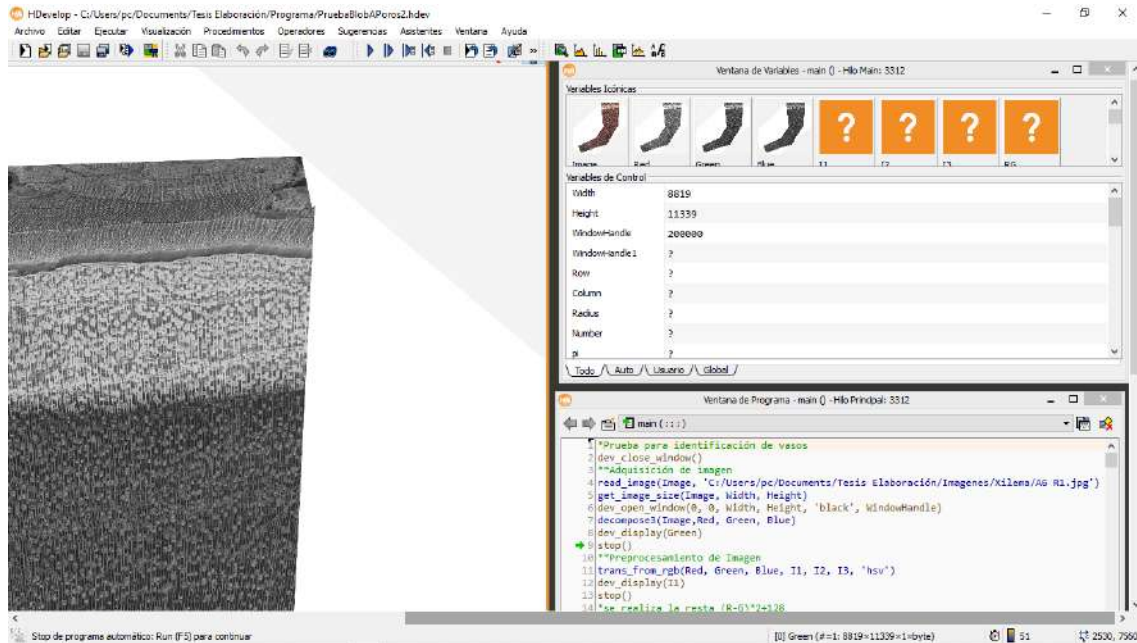 HDevelop - C:/Users/pc/Documents/Tesis Elaboración/Programa/PruebaBlobAPoros2.hdev
Archivo Editar Ejecutar Visualización Procedimientos Operadores Sugerencias Asistentes Ventana Ayuda
Ventana de Variables - main () - Hilo Main: 3312
Variables Icónicas
? ? ? ?
Image Red Green Blue I1 I2 I3 RG
Variables de Control
Width 8819
Height 11339
WindowHandle 200000
WindowHandle1 ?
Row ?
Column ?
Radius ?
Number ?
pi ?
Todo Auto Usuario Global
Ventana de Programa - main () - Hilo Principal: 3312
main ( : : : )
1 *Prueba para identificación de vasos
2 dev_close_window()
3 **Adquisición de imagen
4 read_image(Image, 'C:/Users/pc/Documents/Tesis Elaboración/Imagenes/Xilema/AG R1.jpg')
5 get_image_size(Image, Width, Height)
6 dev_open_window(0, 0, Width, Height, 'black', WindowHandle)
7 decompose3(Image,Red, Green, Blue)
8 dev_display(Green)
9 stop()
10 **Preprocesamiento de Imagen
11 trans_from_rgb(Red, Green, Blue, I1, I2, I3, 'hsv')
12 dev_display(I1)
13 stop()
14 *se realiza la resta (R-G)*2+128
Stop de programa automático: Run (F5) para continuar
[0] Green (#=1: 8819×11339×1×byte) 51